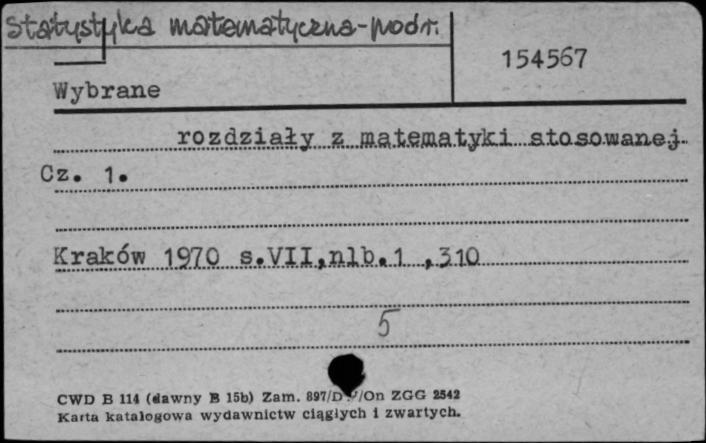 Statystyka matematyczna-podr.
154567
Wybrane
rozdziały z matematyki stosowanej.
Cz. 1.
Kraków 1970 s.VII,nlb.1 ,310
5
CWD B 114 (dawny B 15b) Zam. 897/D /On ZGG 2542
Karta katalogowa wydawnictw ciągłych i zwartych.